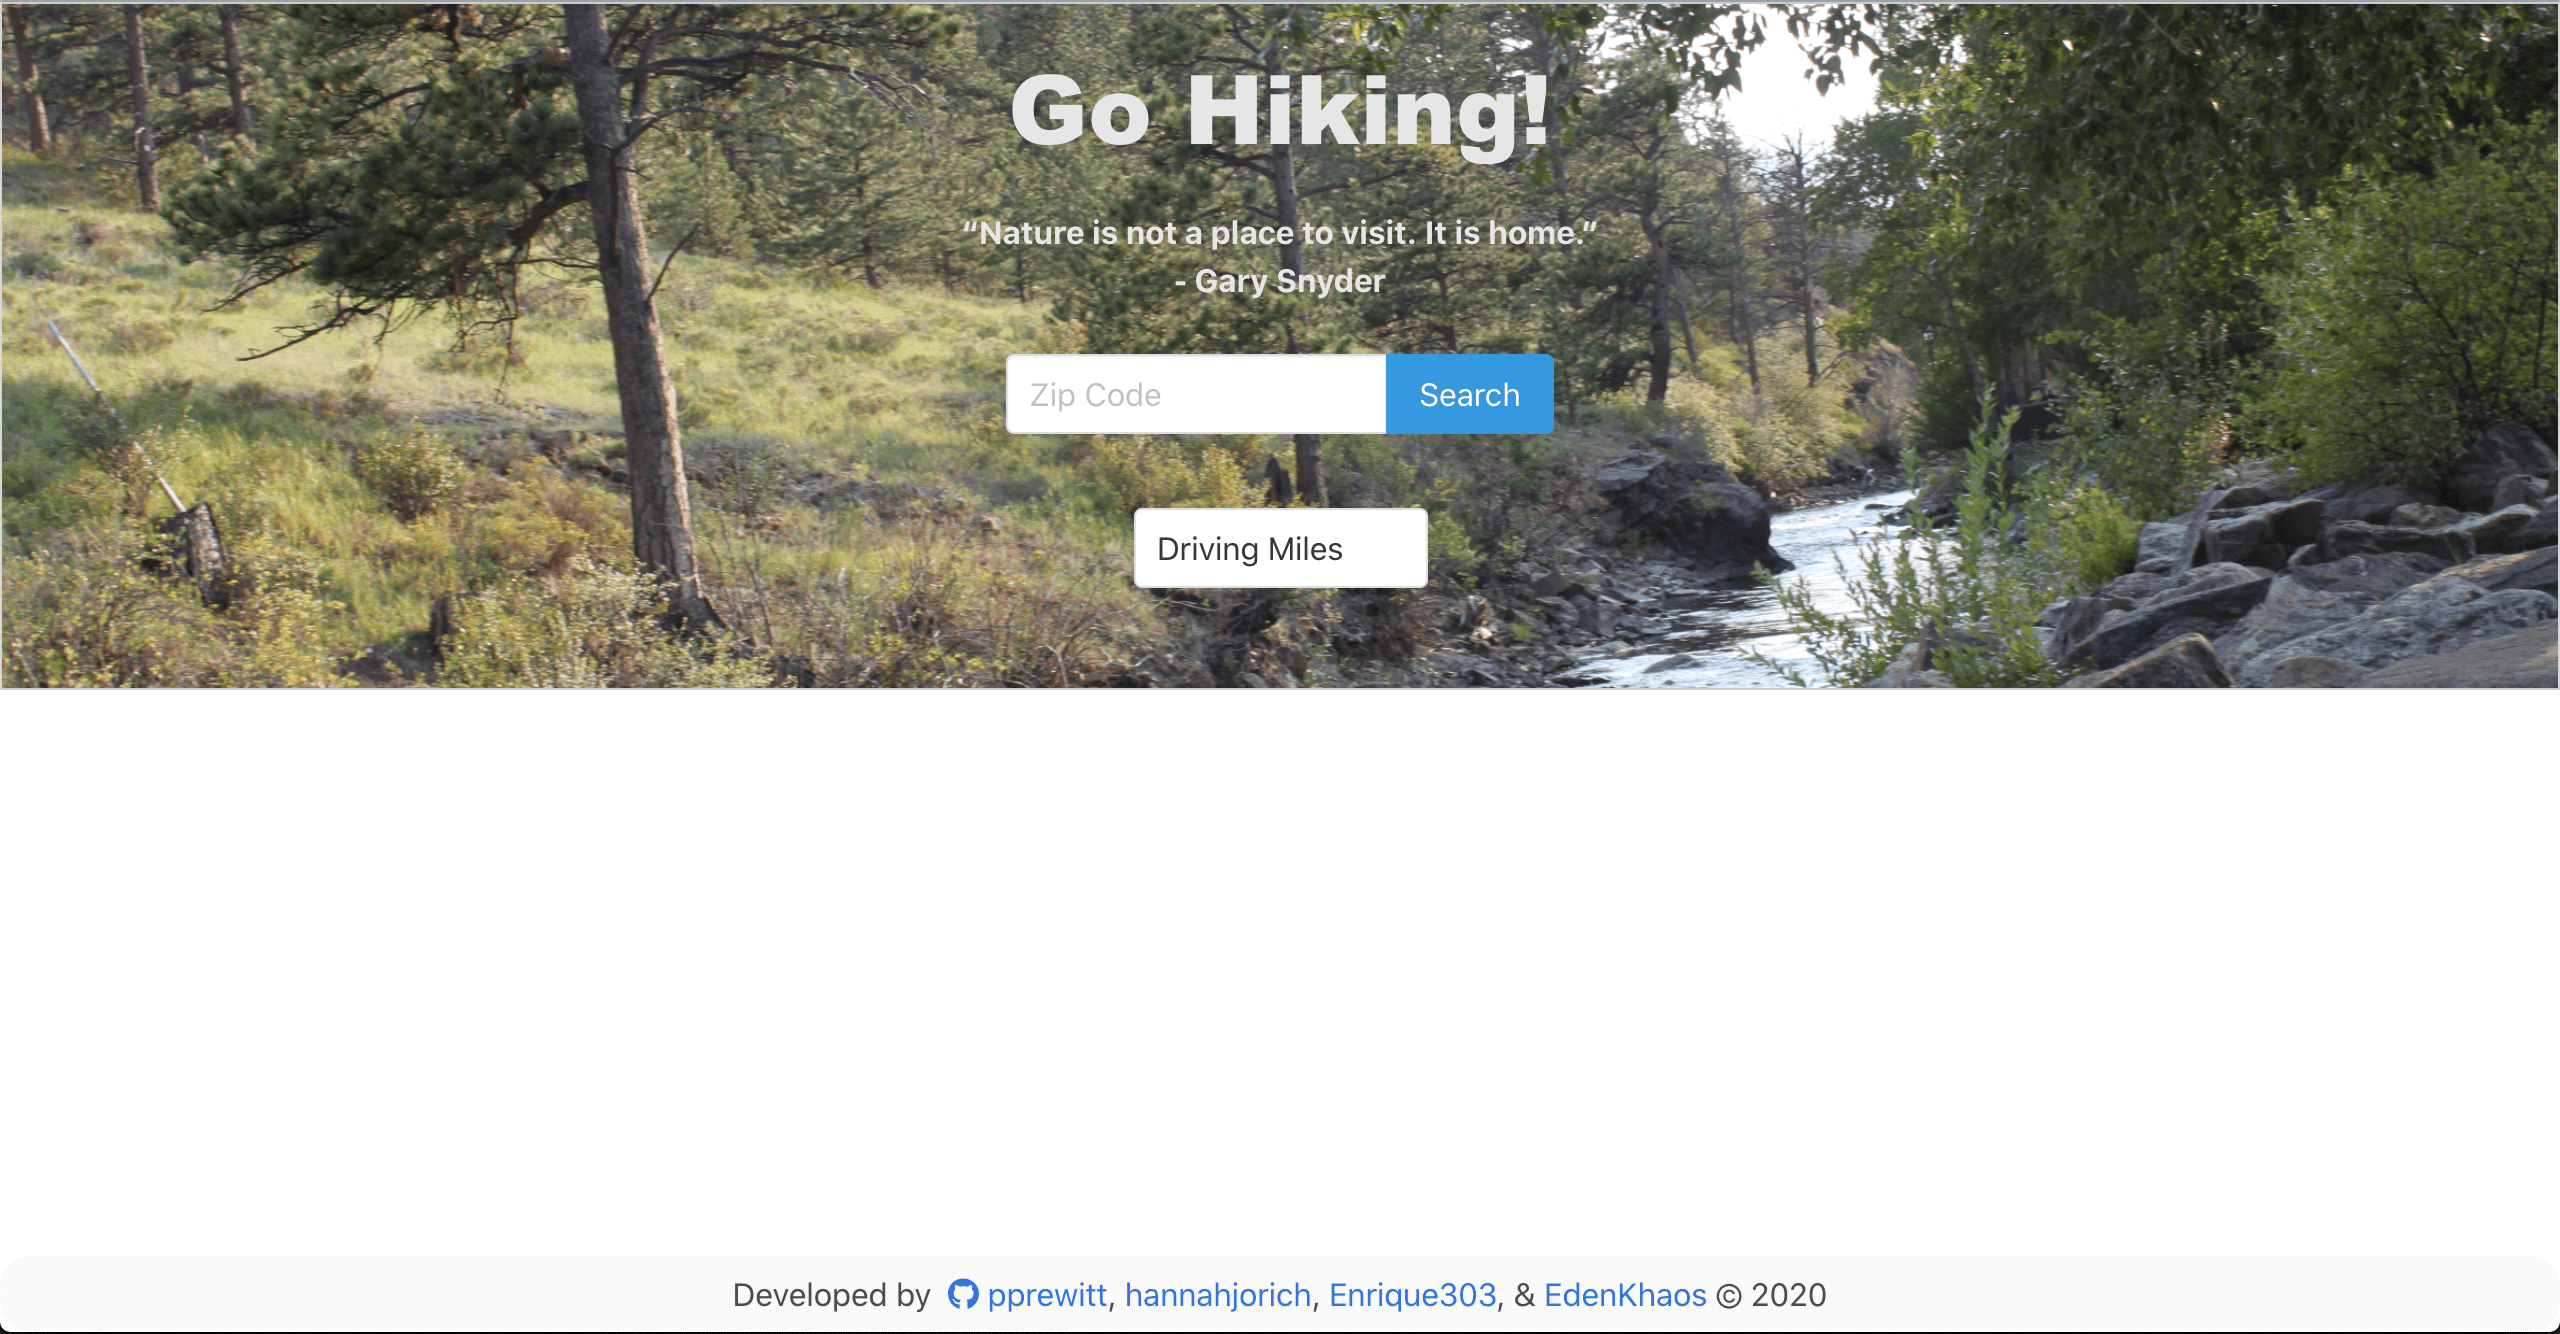 Go Hiking!
“Nature is not a place to visit. It is home.”
- Gary Snyder
Zip Code
Search
Driving Miles
Developed by pprewitt, hannahjorich, Enrique303, & EdenKhaos © 2020